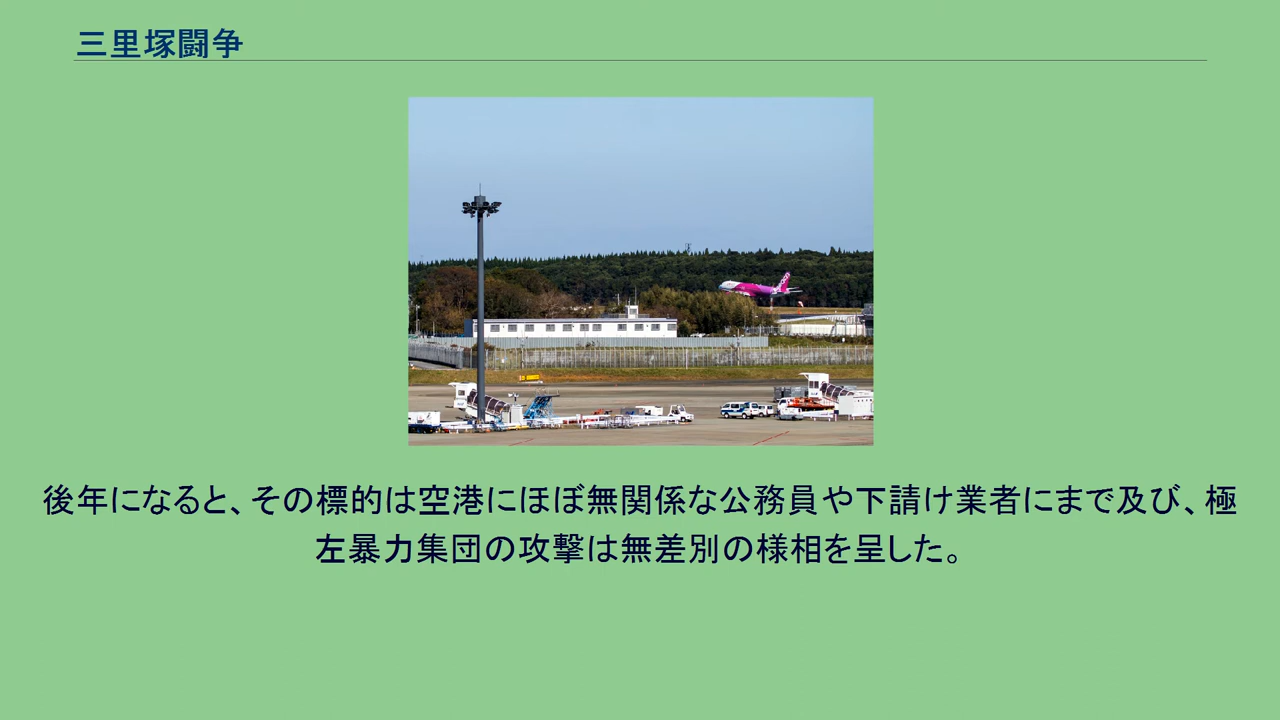 三里塚闘争
後年になると、その標的は空港にほぼ無関係な公務員や下請け業者にまで及び、極
左暴力集団の攻撃は無差別の様相を呈した。